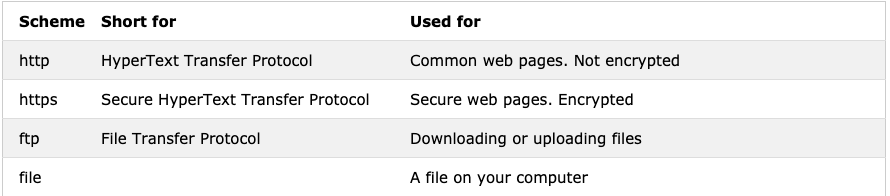 Scheme Short for Used for
http HyperText Transfer Protocol Common web pages. Not encrypted
https Secure HyperText Transfer Protocol Secure web pages. Encrypted
ftp File Transfer Protocol Downloading or uploading files
file A file on your computer